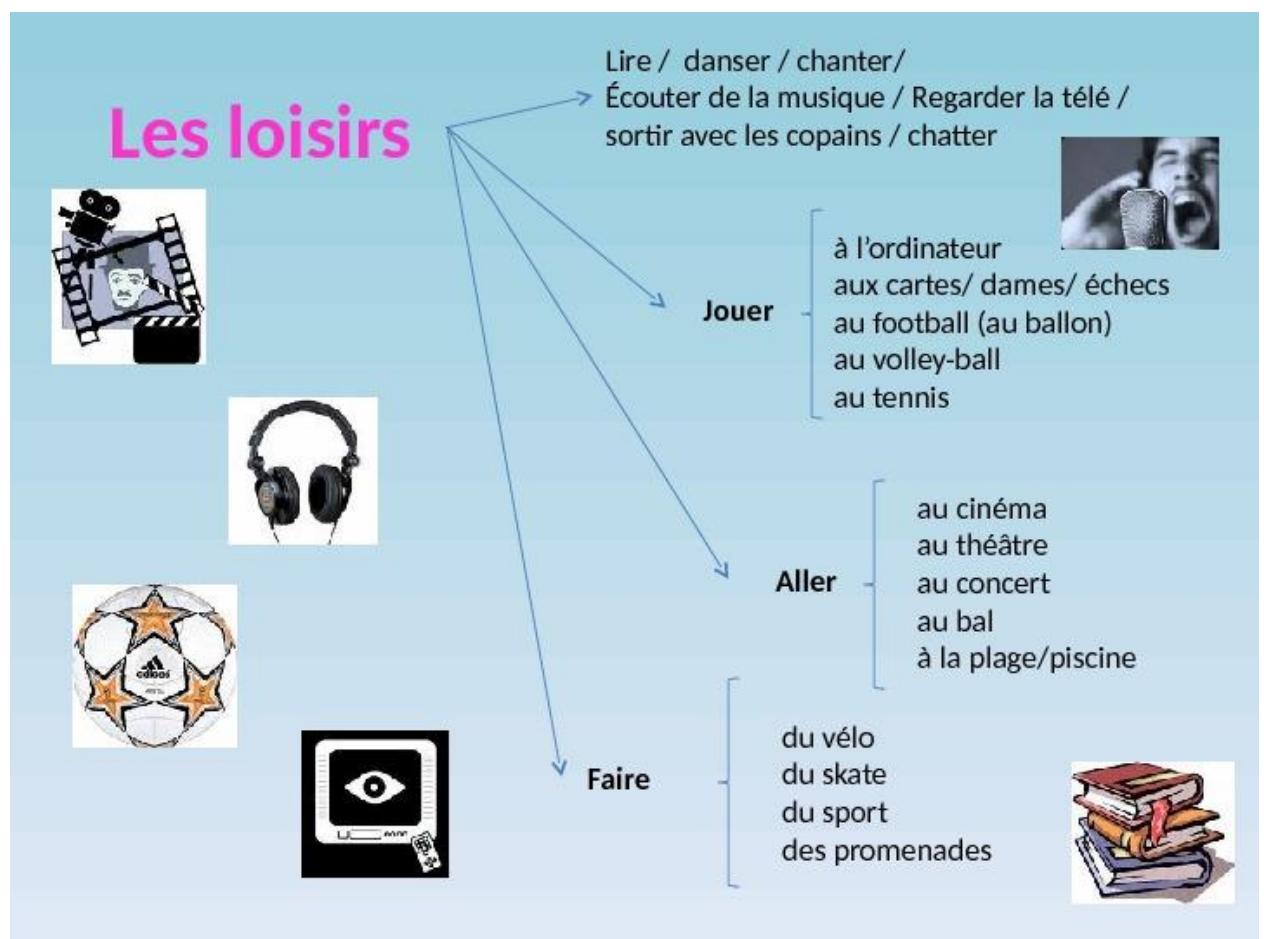 Les loisirs
Lire / danser / chanter/
Écouter de la musique / Regarder la télé /
sortir avec les copains / chatter
Jouer
à l’ordinateur
aux cartes/ dames/ échecs
au football (au ballon)
au volley-ball
au tennis
Aller
au cinéma
au théâtre
au concert
au bal
à la plage/piscine
Faire
du vélo
du skate
du sport
des promenades
adidas